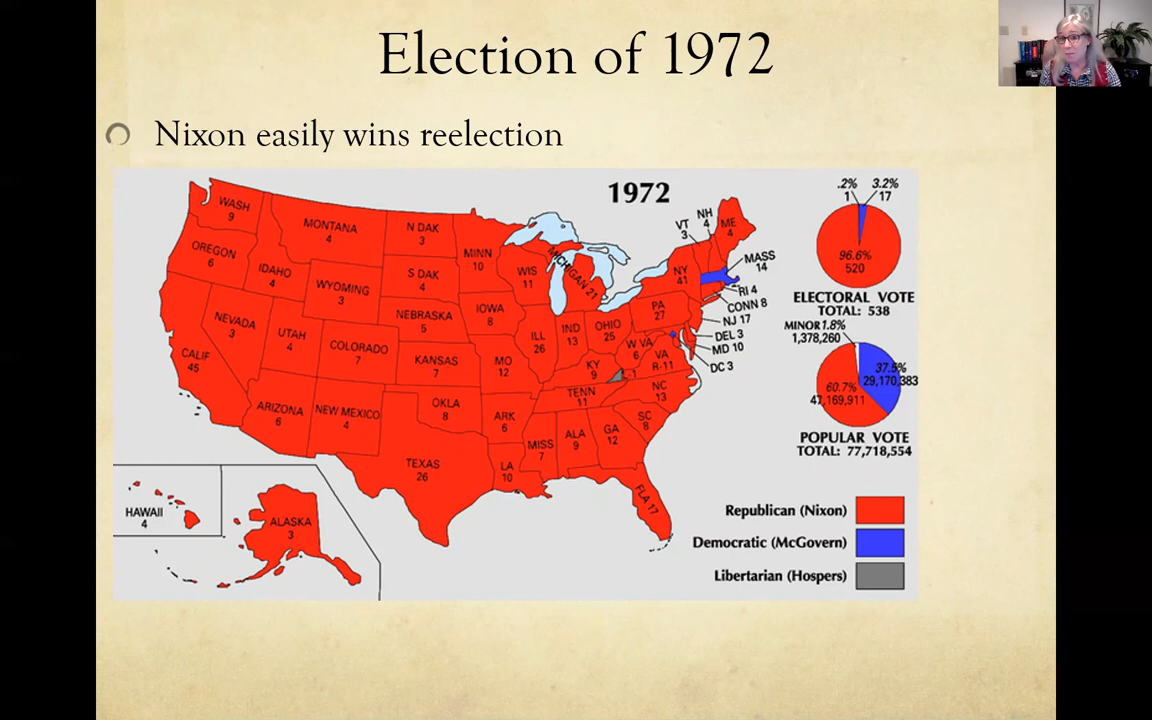 Election of 1972
Nixon easily wins reelection
1972
WASH
9
OREGON
6
CALIF
45
NEVADA
3
IDAHO
4
MONTANA
4
WYOMING
3
UTAH
4
COLORADO
7
ARIZONA
6
NEW MEXICO
4
N DAK
3
S DAK
4
NEBRASKA
5
KANSAS
7
OKLA
8
TEXAS
26
MINN
10
IOWA
8
MO
12
ARK
6
LA
10
WIS
11
ILL
26
MICHIGAN 21
IND
13
OHIO
25
KY
9
TENN
11
MISS
7
ALA
9
GA
12
FLA 17
SC
8
NC
13
VA
R-11
1
W VA
6
PA
27
NY
41
VT
3
NH
4
ME
4
MASS
14
RI 4
CONN 8
NJ 17
DEL 3
MD 10
DC 3
HAWAII
4
ALASKA
3
.2%
1
3.2%
17
96.6%
520
ELECTORAL VOTE
TOTAL: 538
MINOR 1.8%
1,378,260
37.5%
29,170,383
60.7%
47,169,911
POPULAR VOTE
TOTAL: 77,718,554
Republican (Nixon)
Democratic (McGovern)
Libertarian (Hospers)